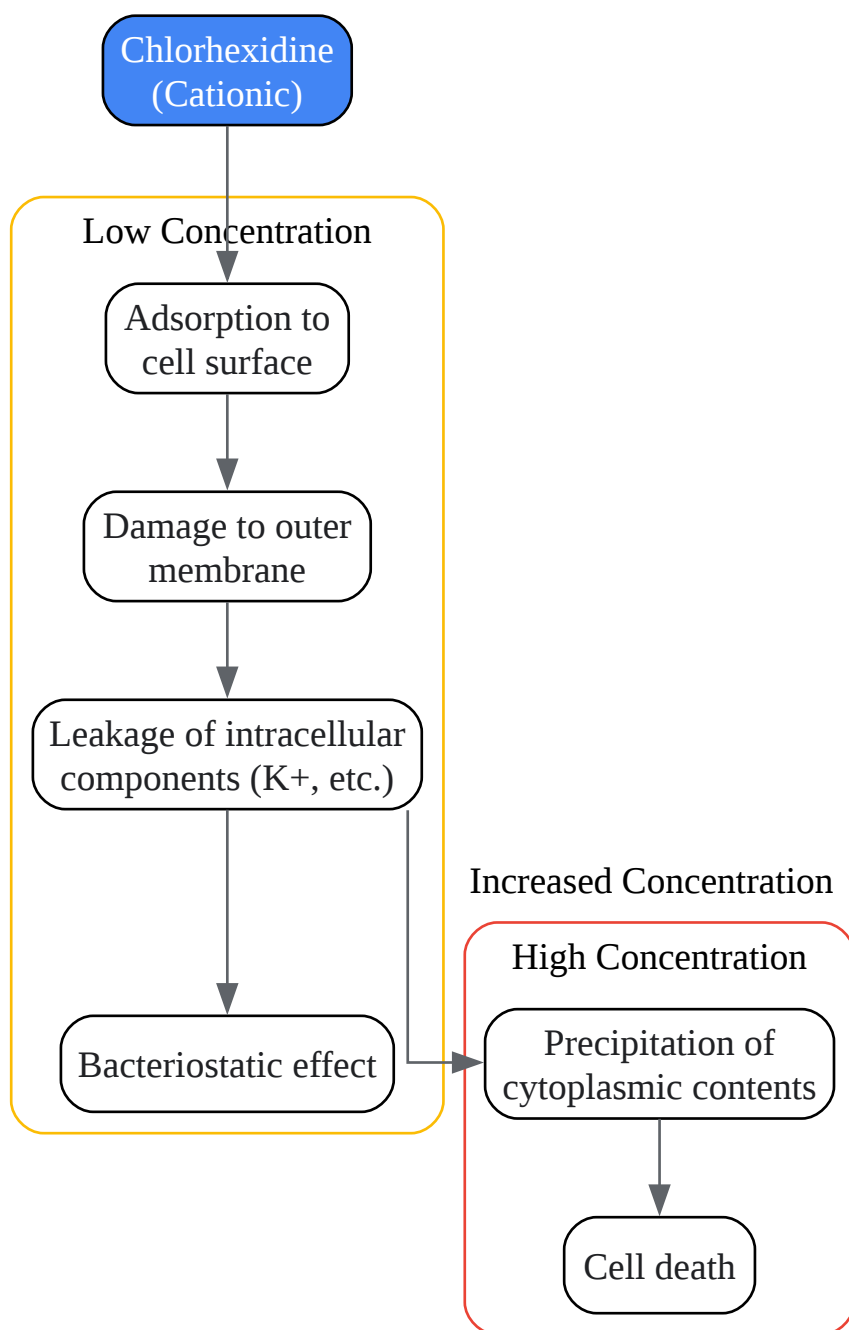 Chlorhexidine
(Cationic)
Low Concentration
Adsorption to
cell surface
Damage to outer
membrane
Leakage of intracellular
components (K+, etc.)
Bacteriostatic effect
Increased Concentration
High Concentration
Precipitation of
cytoplasmic contents
Cell death